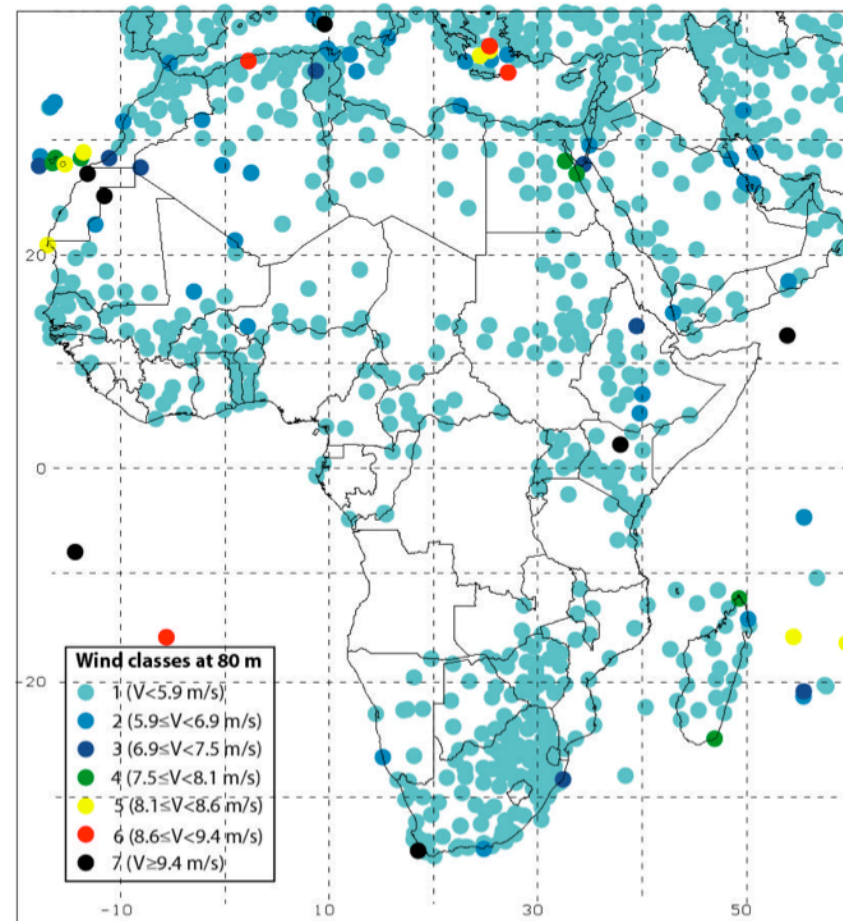 20
0
-20
Wind classes at 80 m
1 (V<5.9 m/s)
2 (5.9≤V<6.9 m/s)
3 (6.9≤V<7.5 m/s)
4 (7.5≤V<8.1 m/s)
5 (8.1≤V<8.6 m/s)
6 (8.6≤V<9.4 m/s)
7 (V≥9.4 m/s)
-10 10 30 50